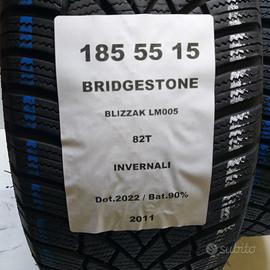 185 55 15
BRIDGESTONE
BLIZZAK LM005
82T
INVERNALI
Dot.2022 / Bat.90%
2011
subito